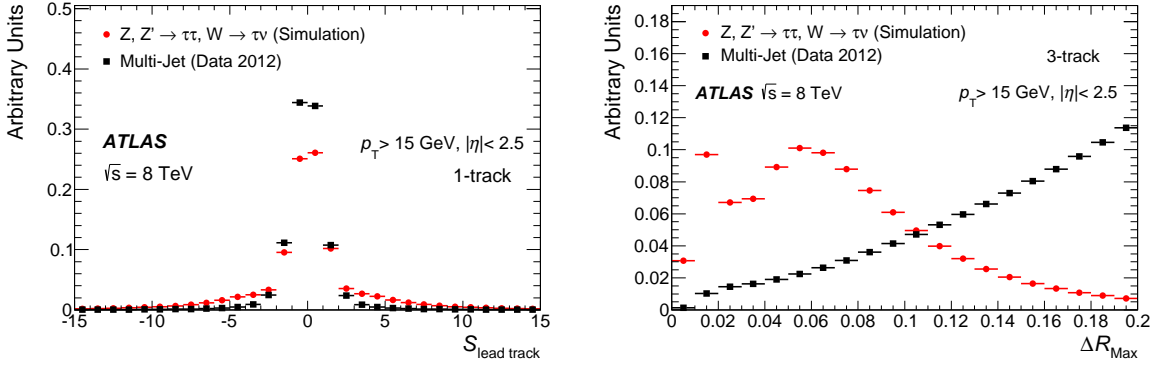 Arbitrary Units
0.5
0.4
0.3
0.2
0.1
0
Z, Z' → ττ, W → τν (Simulation)
Multi-Jet (Data 2012)
ATLAS
√s = 8 TeV
p_T > 15 GeV, |η| < 2.5
1-track
-15 -10 -5 0 5 10 15
S_lead track
Arbitrary Units
0.18
0.16
0.14
0.12
0.1
0.08
0.06
0.04
0.02
0
Z, Z' → ττ, W → τν (Simulation)
Multi-Jet (Data 2012)
3-track
ATLAS √s = 8 TeV
p_T > 15 GeV, |η| < 2.5
0 0.02 0.04 0.06 0.08 0.1 0.12 0.14 0.16 0.18 0.2
ΔR_Max